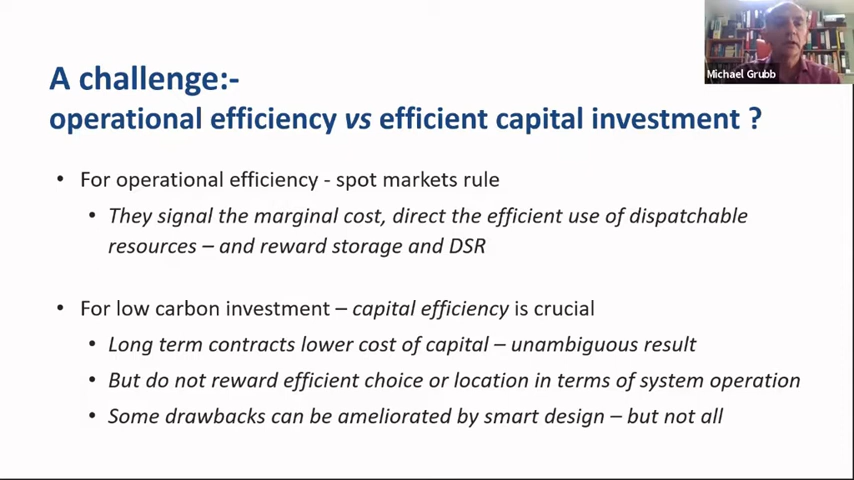 Michael Grubb
A challenge:-
operational efficiency vs efficient capital investment ?
• For operational efficiency - spot markets rule
• They signal the marginal cost, direct the efficient use of dispatchable
resources – and reward storage and DSR
• For low carbon investment – capital efficiency is crucial
• Long term contracts lower cost of capital – unambiguous result
• But do not reward efficient choice or location in terms of system operation
• Some drawbacks can be ameliorated by smart design – but not all